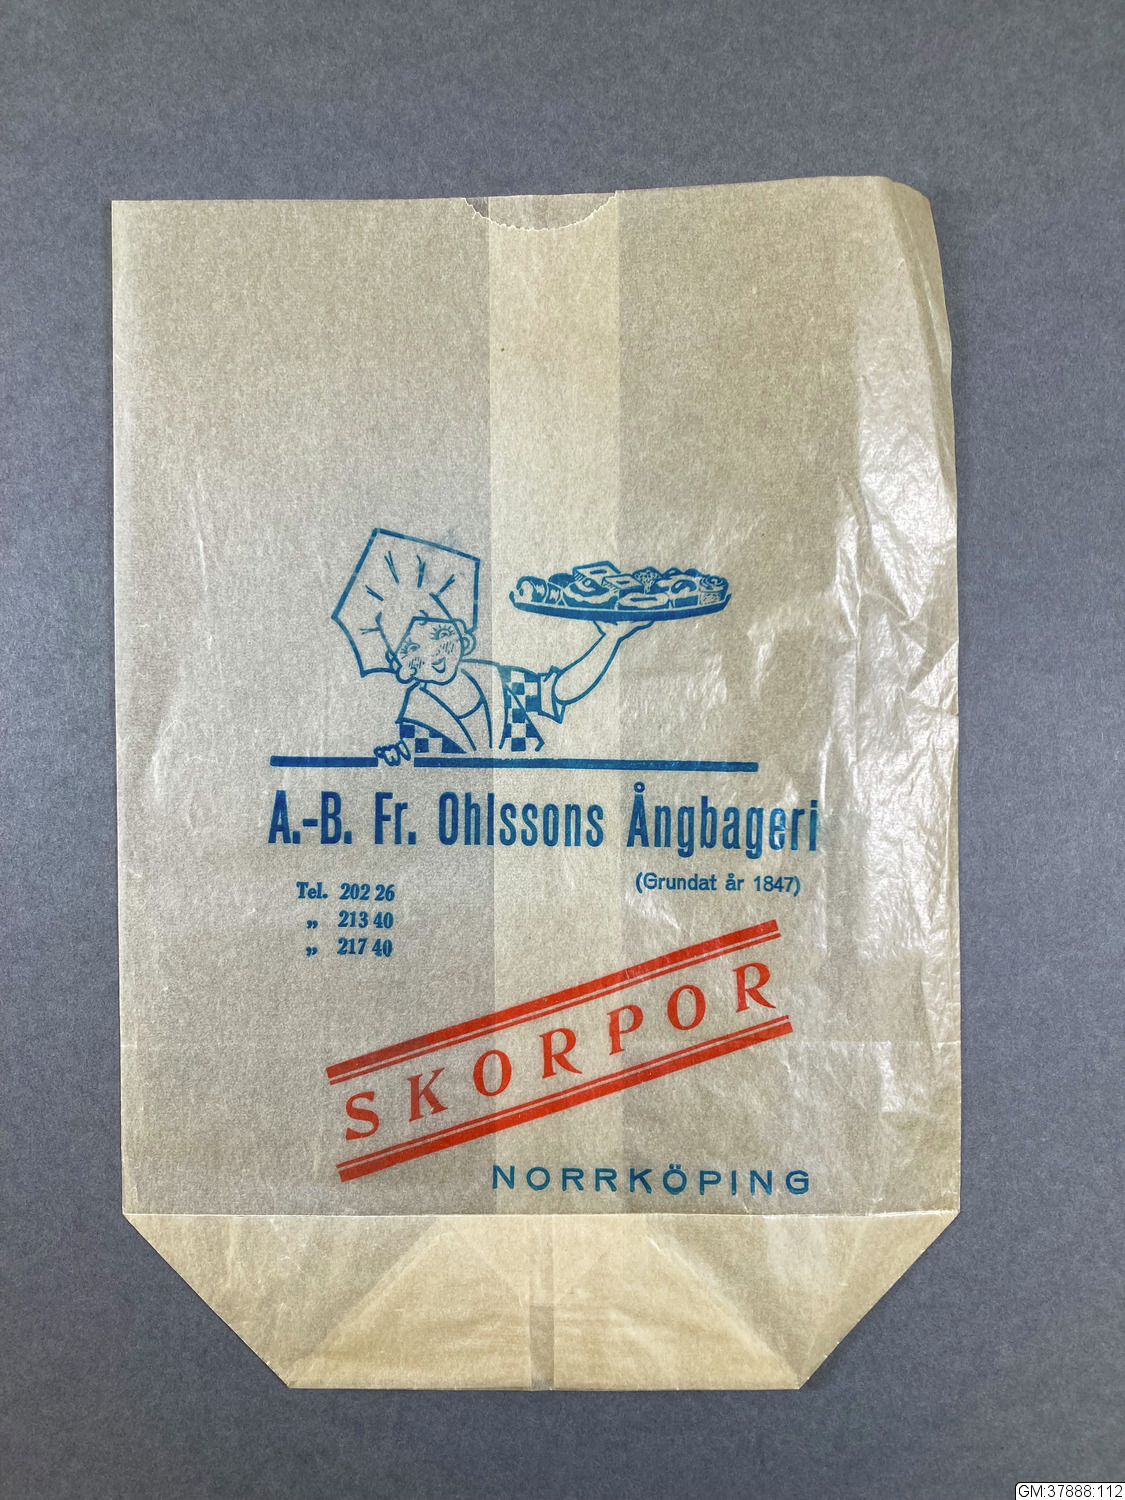 A.-B. Fr. Ohlssons Ångbageri
(Grundat år 1847)
Tel. 202 26
„ 213 40
„ 217 40
SKORPOR
NORRKÖPING
GM:37888:112